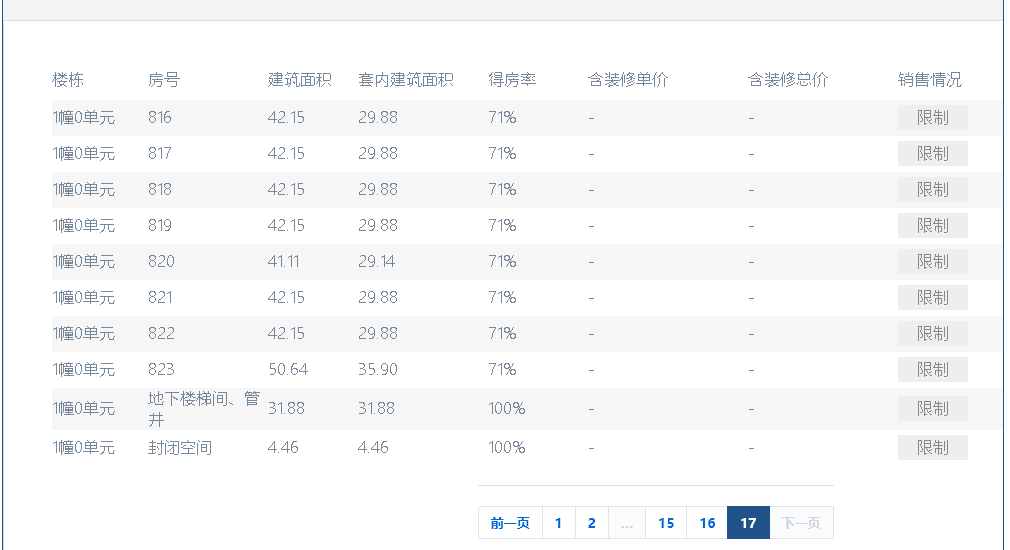 楼栋 房号 建筑面积 套内建筑面积 得房率 含装修单价 含装修总价 销售情况
1幢0单元 816 42.15 29.88 71% - - 限制
1幢0单元 817 42.15 29.88 71% - - 限制
1幢0单元 818 42.15 29.88 71% - - 限制
1幢0单元 819 42.15 29.88 71% - - 限制
1幢0单元 820 41.11 29.14 71% - - 限制
1幢0单元 821 42.15 29.88 71% - - 限制
1幢0单元 822 42.15 29.88 71% - - 限制
1幢0单元 823 50.64 35.90 71% - - 限制
1幢0单元 地下楼梯间、管 31.88 31.88 100% - - 限制
井
1幢0单元 封闭空间 4.46 4.46 100% - - 限制
前一页 1 2 ... 15 16 17 下一页